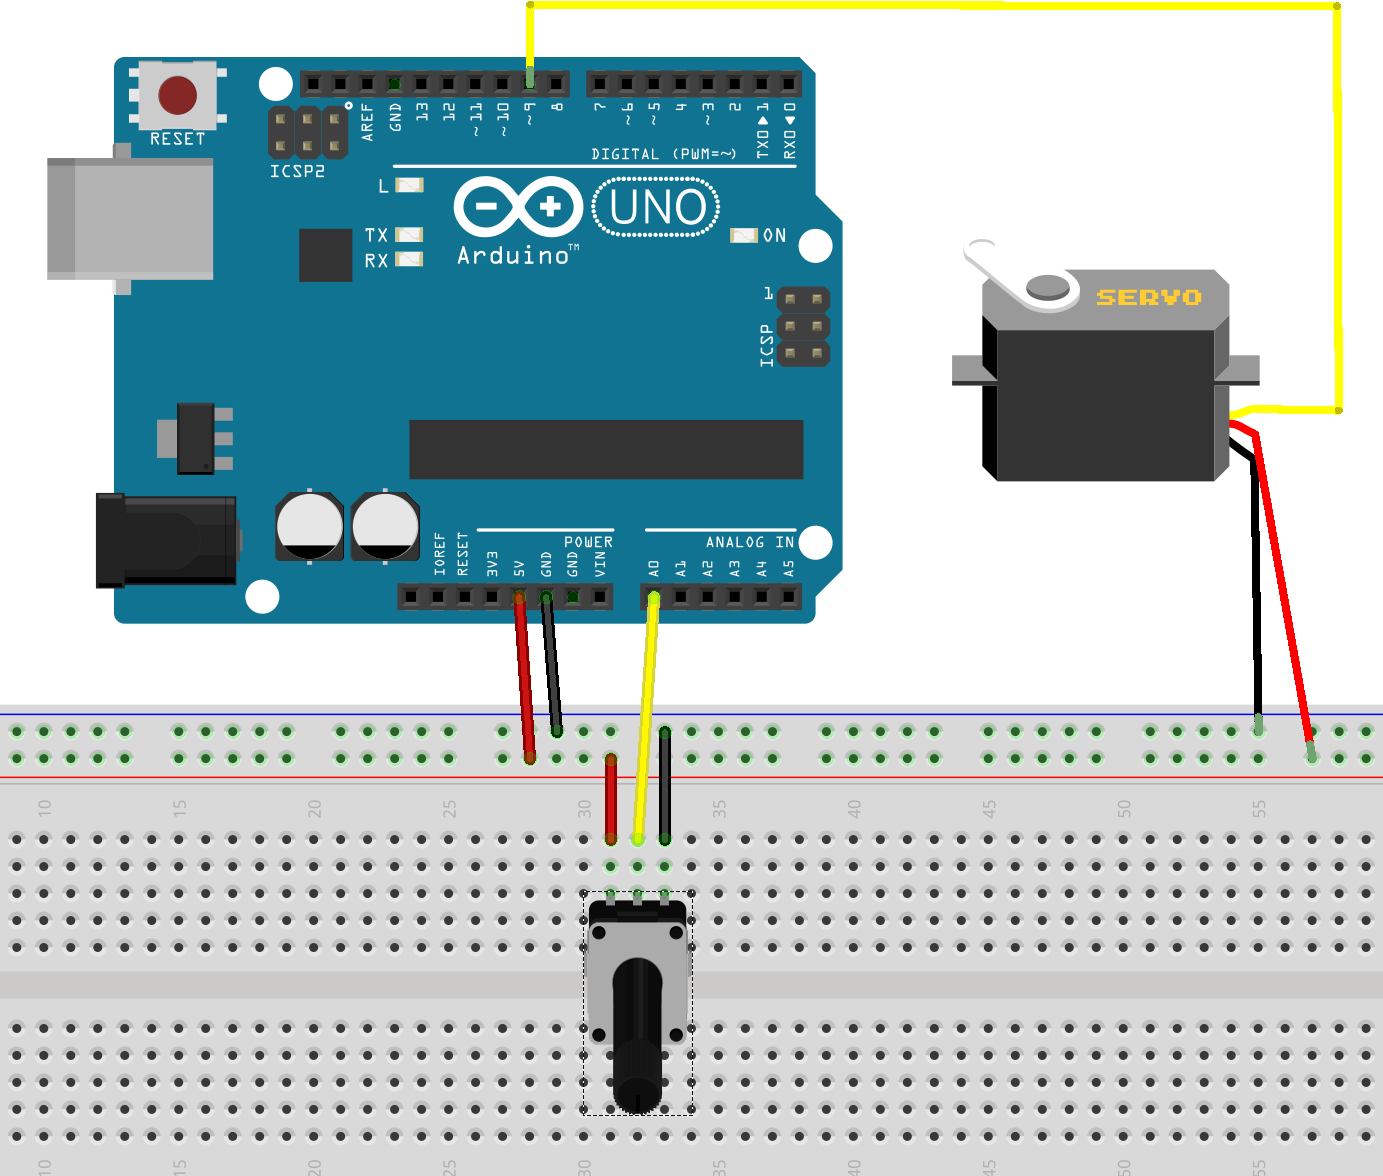 RESET
ICSP2
AREF
GND
13
12
~11
~10
~9
8
7
~6
~5
4
~3
2
TX0▶1
RX0◀0
DIGITAL (PWM=~)
L
TX
RX
UNO
ON
Arduino™
1
ICSP
SERVO
POWER
ANALOG IN
IOREF
RESET
3V3
5V
GND
GND
VIN
A0
A1
A2
A3
A4
A5
10
15
20
25
30
35
40
45
50
55
10
15
20
25
30
35
40
45
50
55